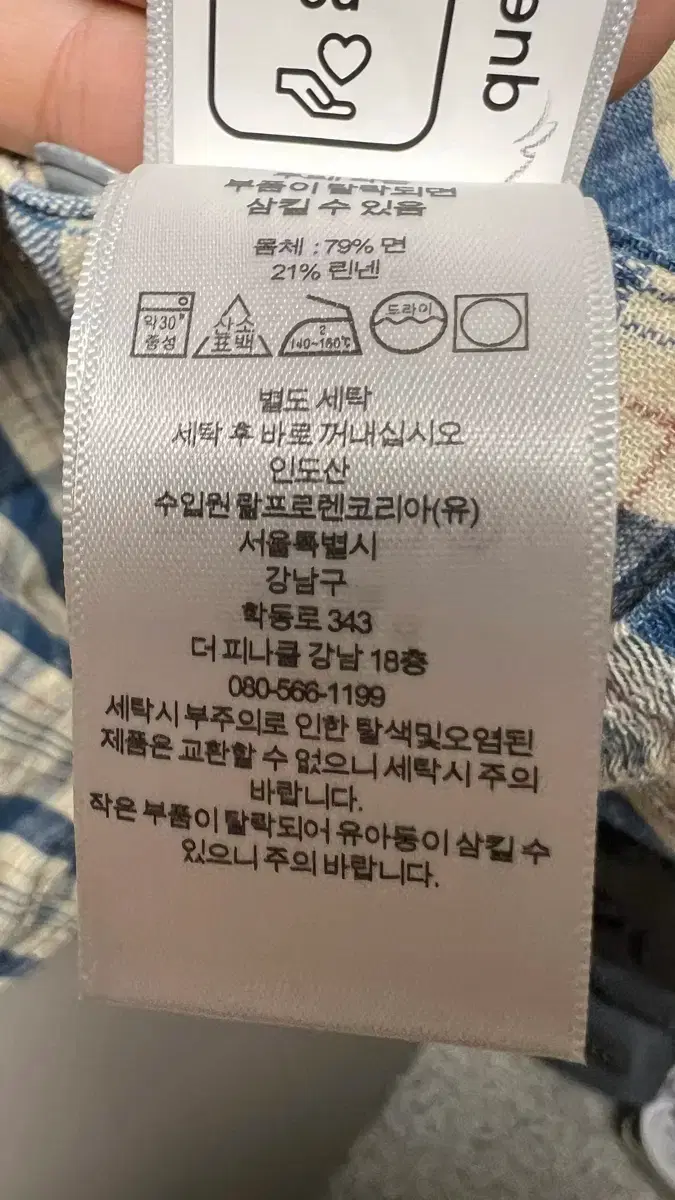 que
부품이 탈락되면
삼킬 수 있음
몸체 : 79% 면
21% 린넨
약30°
중성
산소
표백
2
140~160℃
드라이
별도 세탁
세탁 후 바로 꺼내십시오
인도산
수입원 랄프로렌코리아(유)
서울특별시
강남구
학동로 343
더 피나클 강남 18층
080-566-1199
세탁시 부주의로 인한 탈색및오염된
제품은 교환할 수 없으니 세탁시 주의
바랍니다.
작은 부품이 탈락되어 유아동이 삼킬 수
있으니 주의 바랍니다.